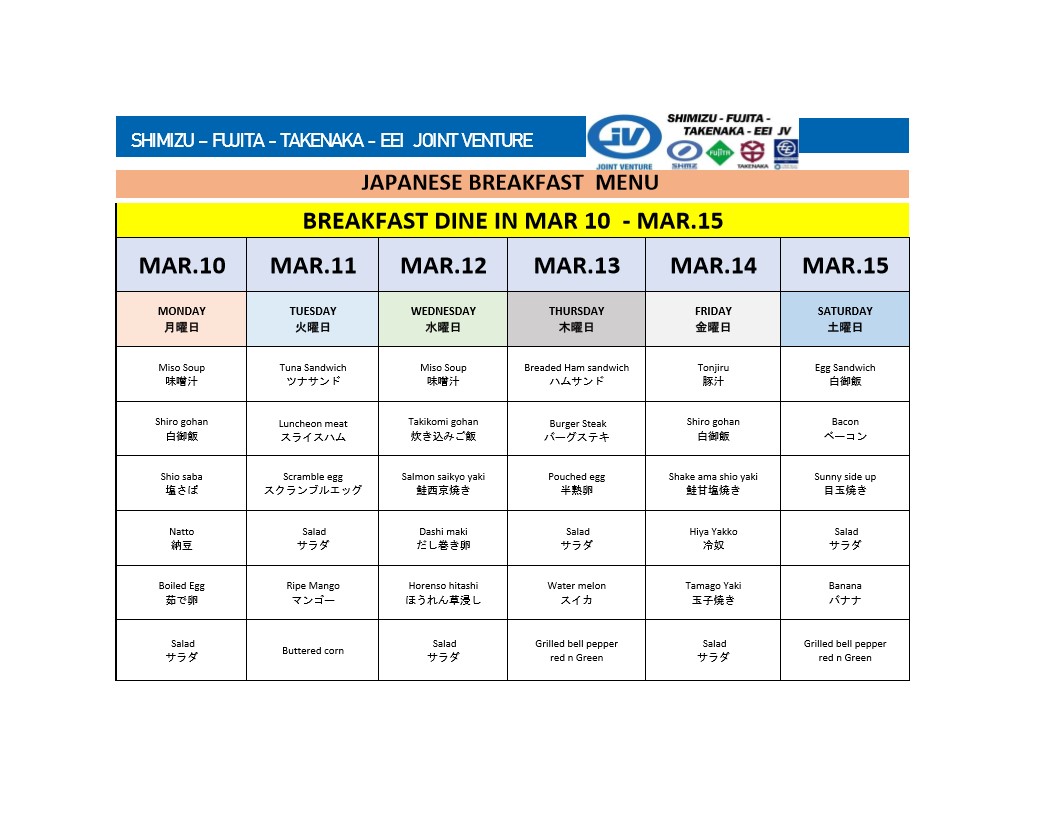 SHIMIZU – FUJITA - TAKENAKA - EEI JOINT VENTURE
JV
JOINT VENTURE
SHIMIZU - FUJITA -
TAKENAKA - EEI JV
SHIMZ
FUJITA
TAKENAKA
JAPANESE BREAKFAST MENU
BREAKFAST DINE IN MAR 10 - MAR.15
MAR.10 MAR.11 MAR.12 MAR.13 MAR.14 MAR.15
MONDAY TUESDAY WEDNESDAY THURSDAY FRIDAY SATURDAY
月曜日 火曜日 水曜日 木曜日 金曜日 土曜日
Miso Soup Tuna Sandwich Miso Soup Breaded Ham sandwich Tonjiru Egg Sandwich
味噌汁 ツナサンド 味噌汁 ハムサンド 豚汁 白御飯
Shiro gohan Luncheon meat Takikomi gohan Burger Steak Shiro gohan Bacon
白御飯 スライスハム 炊き込みご飯 バーグステキ 白御飯 ベーコン
Shio saba Scramble egg Salmon saikyo yaki Pouched egg Shake ama shio yaki Sunny side up
塩さば スクランブルエッグ 鮭西京焼き 半熟卵 鮭甘塩焼き 目玉焼き
Natto Salad Dashi maki Salad Hiya Yakko Salad
納豆 サラダ だし巻き卵 サラダ 冷奴 サラダ
Boiled Egg Ripe Mango Horenso hitashi Water melon Tamago Yaki Banana
茹で卵 マンゴー ほうれん草浸し スイカ 玉子焼き バナナ
Salad Buttered corn Salad Grilled bell pepper Salad Grilled bell pepper
サラダ サラダ red n Green サラダ red n Green